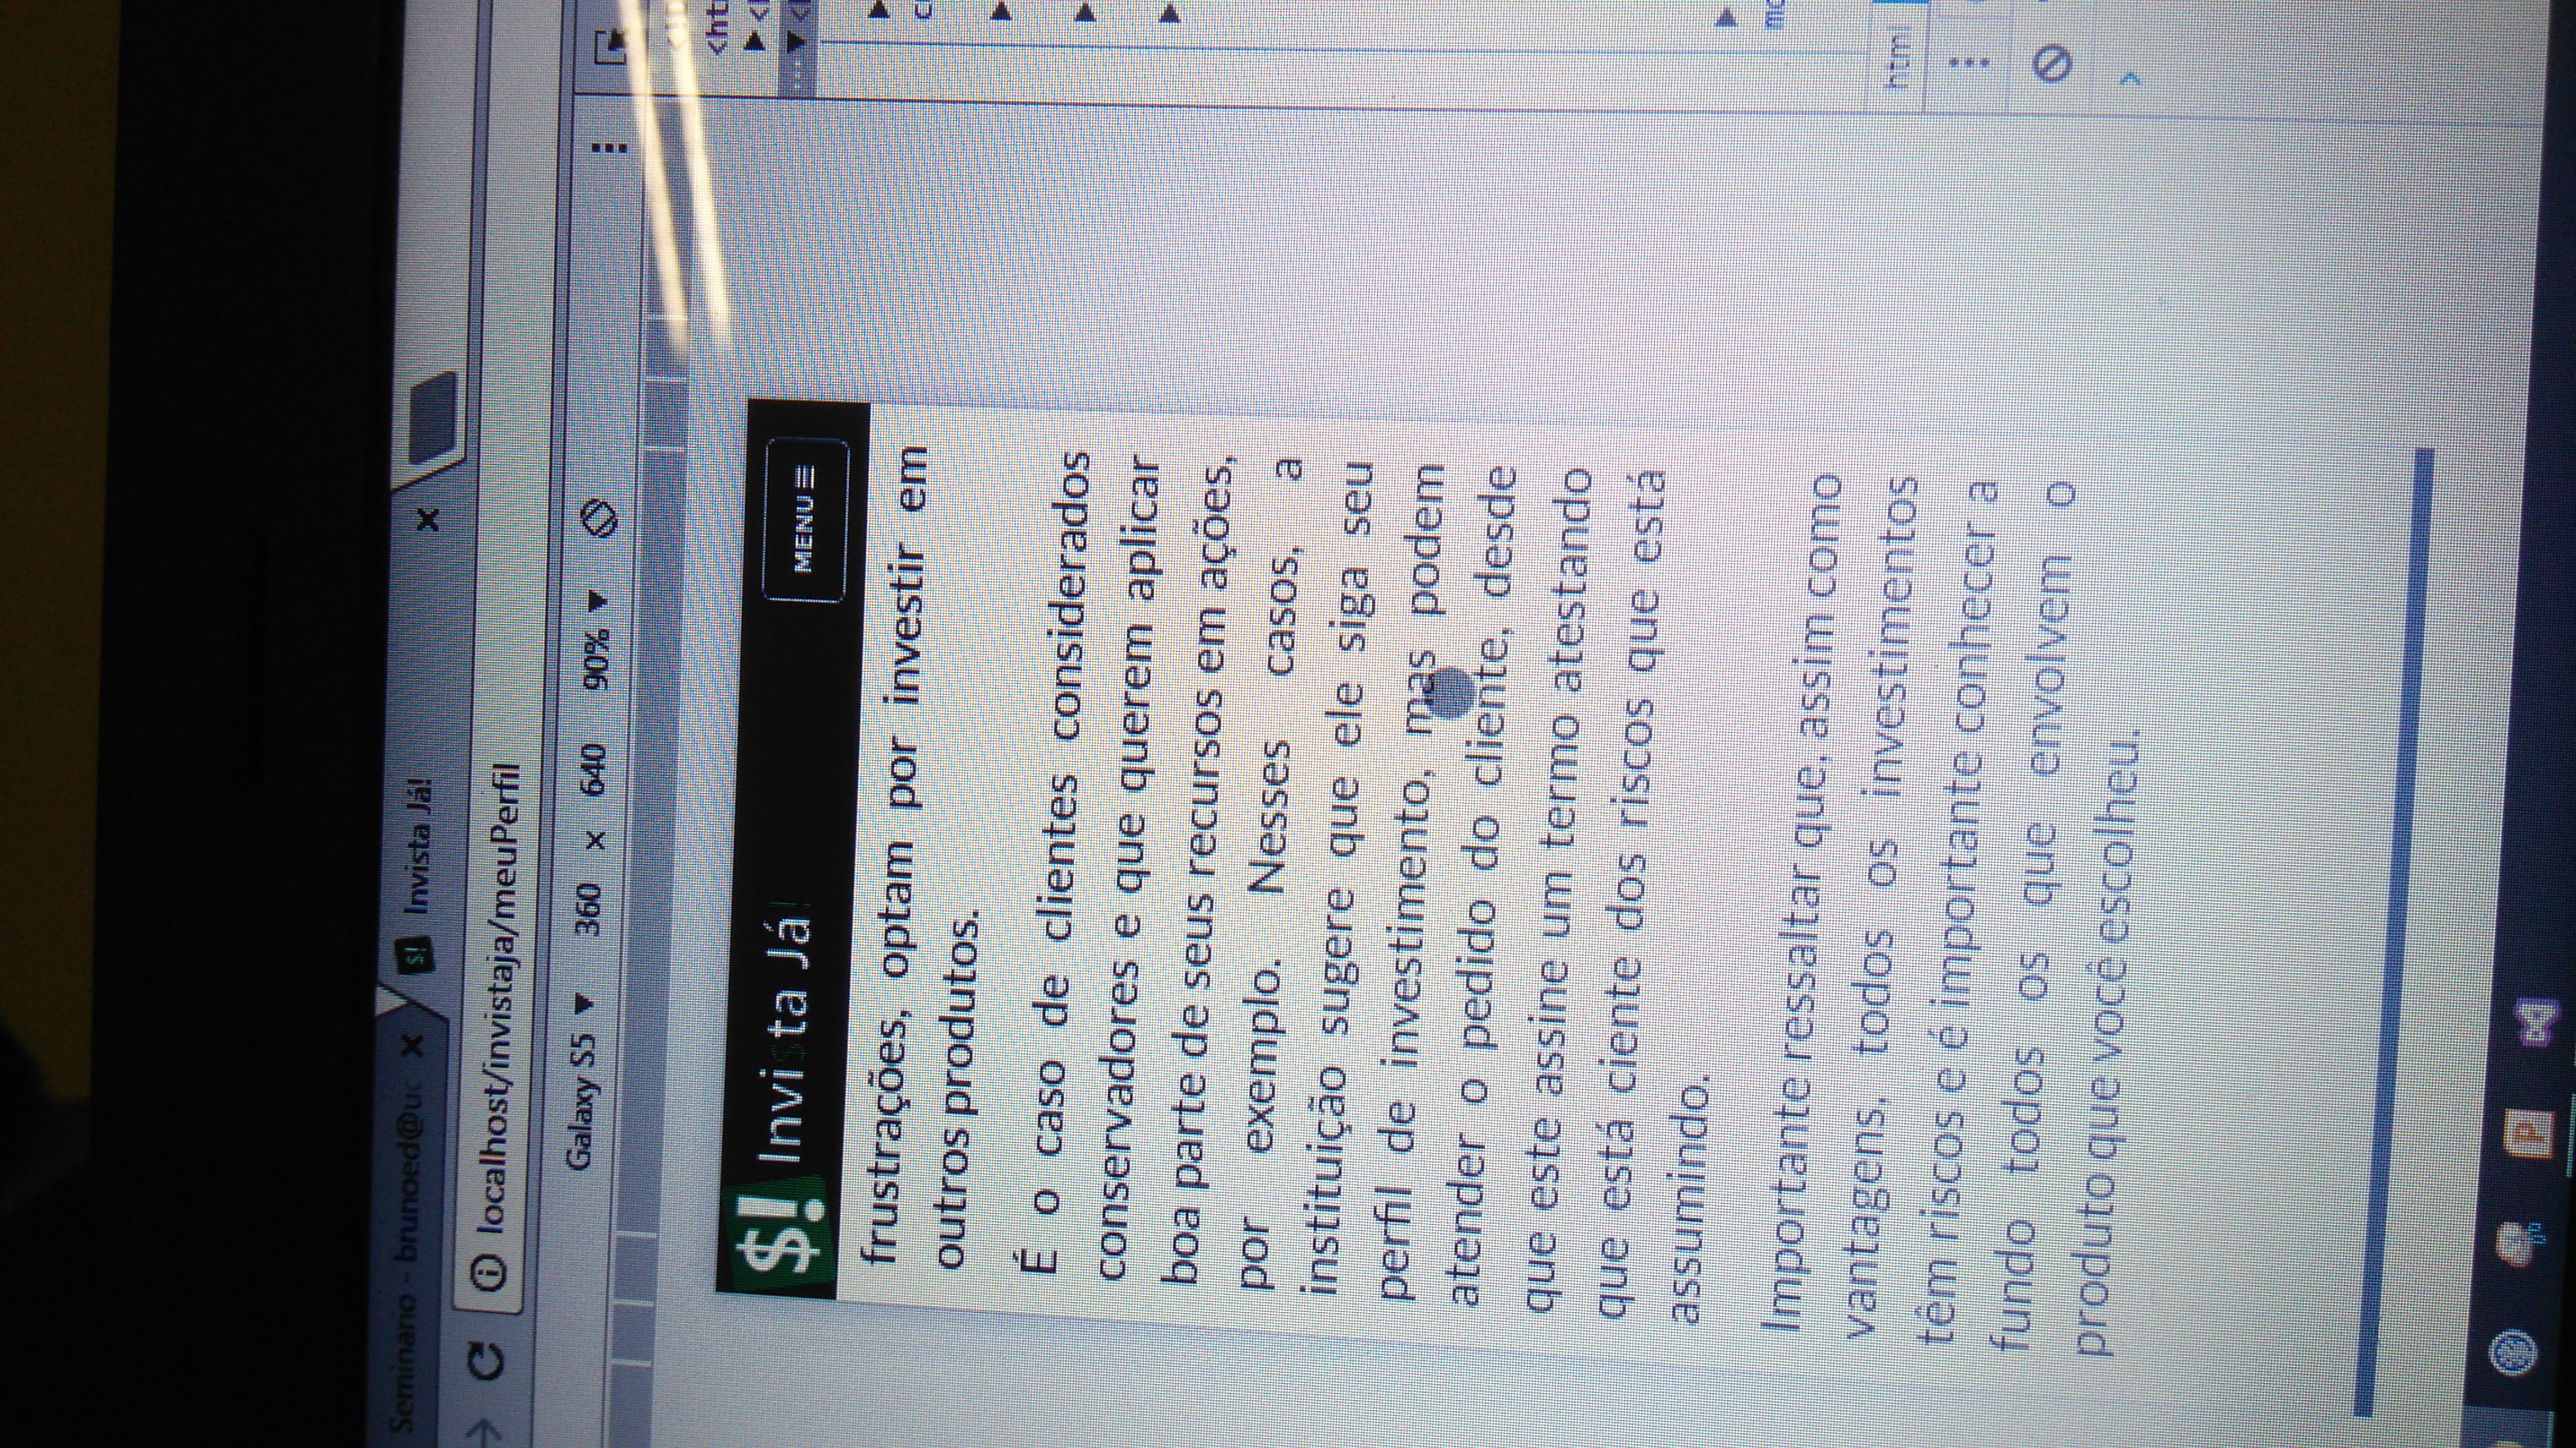 Seminario - brunoed@uc
Invista Já!
localhost/invistaja/meuPerfil
Galaxy S5 360 x 640 90%
<ht
$! Invista Já!
MENU
frustrações, optam por investir em
outros produtos.
É o caso de clientes considerados
conservadores e que querem aplicar
boa parte de seus recursos em ações,
por exemplo. Nesses casos, a
instituição sugere que ele siga seu
perfil de investimento, mas podem
atender o pedido do cliente, desde
que este assine um termo atestando
que está ciente dos riscos que está
assumindo.
Importante ressaltar que, assim como
vantagens, todos os investimentos
têm riscos e é importante conhecer a
fundo todos os que envolvem o
produto que você escolheu.
html